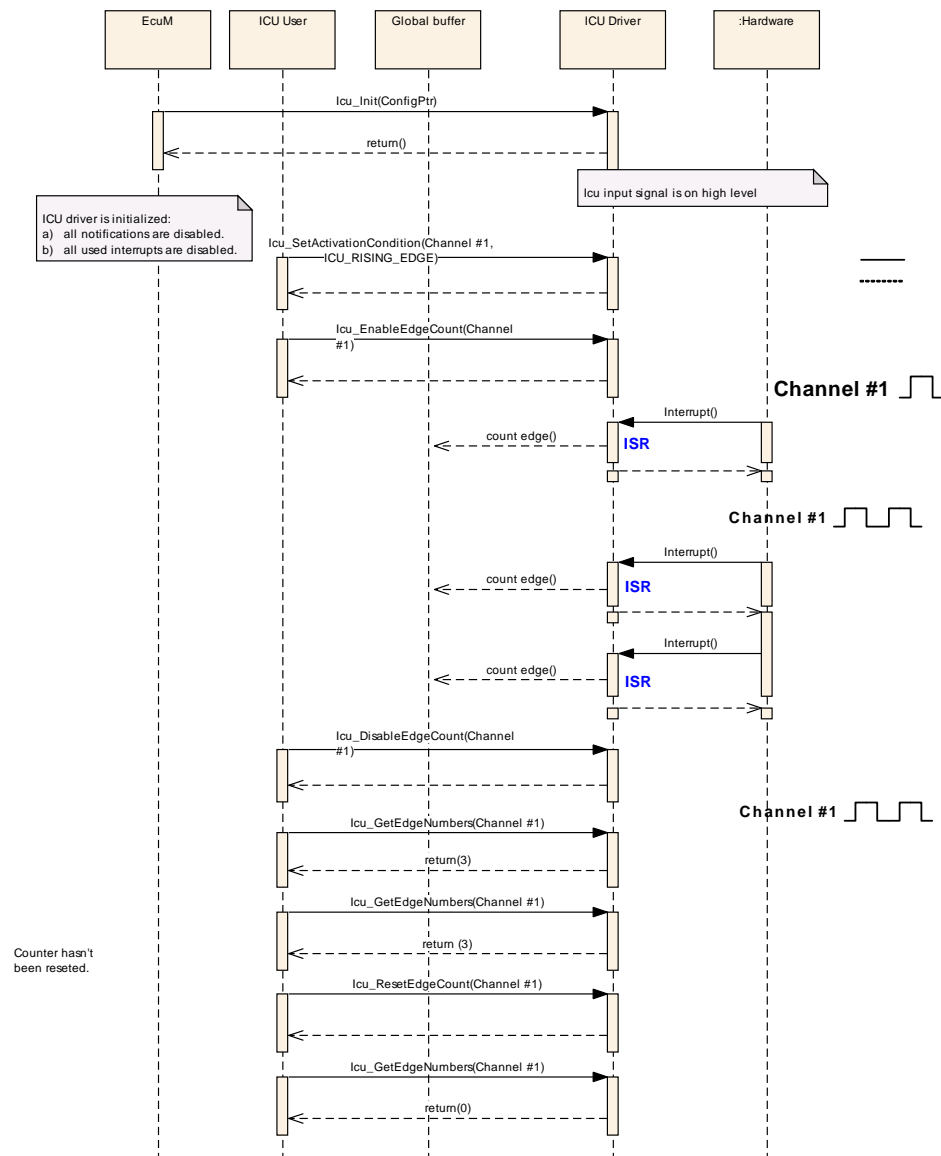 EcuM
ICU User
Global buffer
ICU Driver
:Hardware
Icu_Init(ConfigPtr)
return()
Icu input signal is on high level
ICU driver is initialized:
a) all notifications are disabled.
b) all used interrupts are disabled.
Icu_SetActivationCondition(Channel #1,
ICU_RISING_EDGE)
Icu_EnableEdgeCount(Channel
#1)
Channel #1
Interrupt()
count edge()
ISR
Channel #1
Interrupt()
count edge()
ISR
Interrupt()
count edge()
ISR
Icu_DisableEdgeCount(Channel
#1)
Channel #1
Icu_GetEdgeNumbers(Channel #1)
return(3)
Icu_GetEdgeNumbers(Channel #1)
return (3)
Counter hasn't
been reseted.
Icu_ResetEdgeCount(Channel #1)
Icu_GetEdgeNumbers(Channel #1)
return(0)